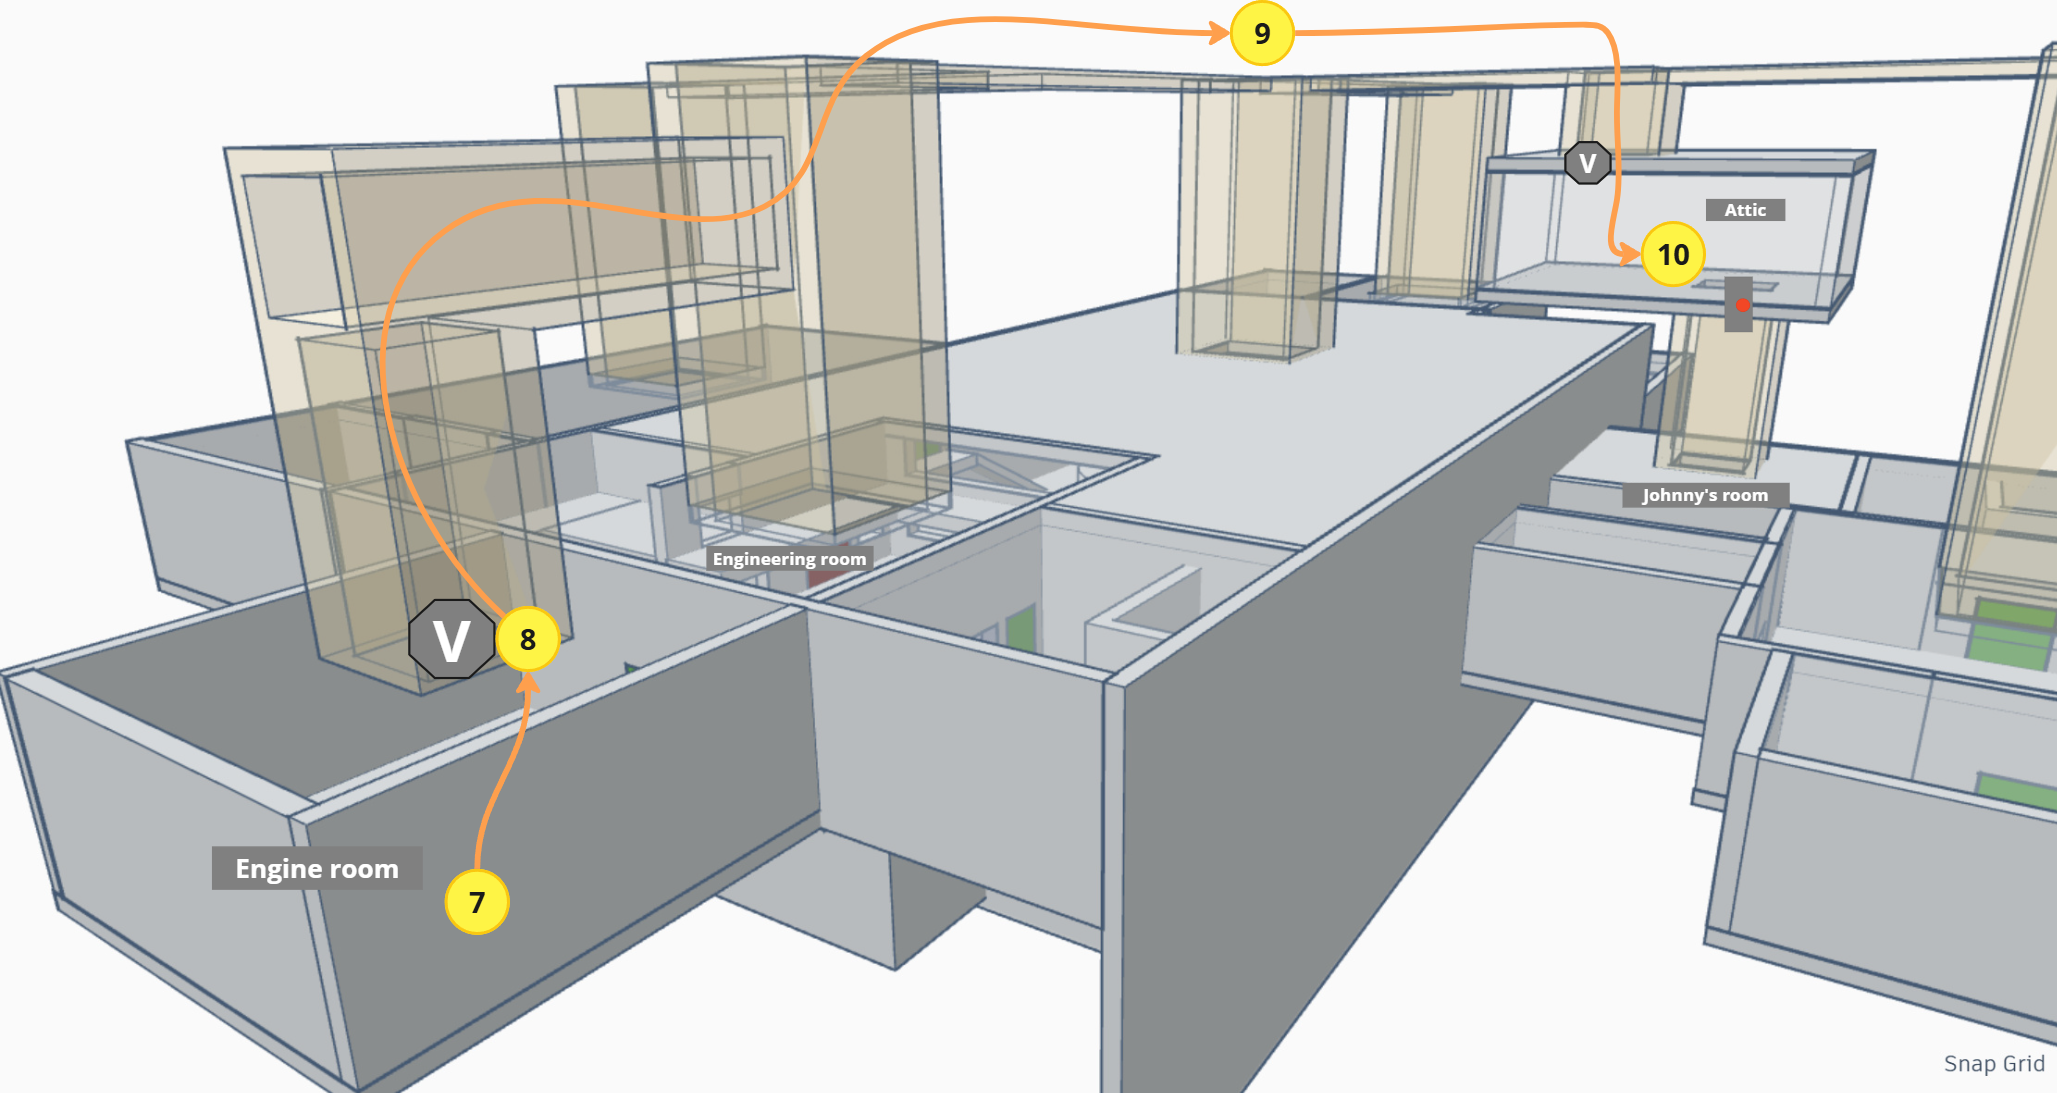 9
V
Attic
10
Johnny's room
Engineering room
V
8
Engine room
7
Snap Grid